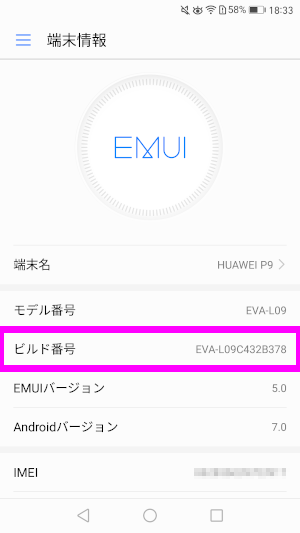 58% 18:33
端末情報
EMUI
端末名 HUAWEI P9
モデル番号 EVA-L09
ビルド番号 EVA-L09C432B378
EMUIバージョン 5.0
Androidバージョン 7.0
IMEI